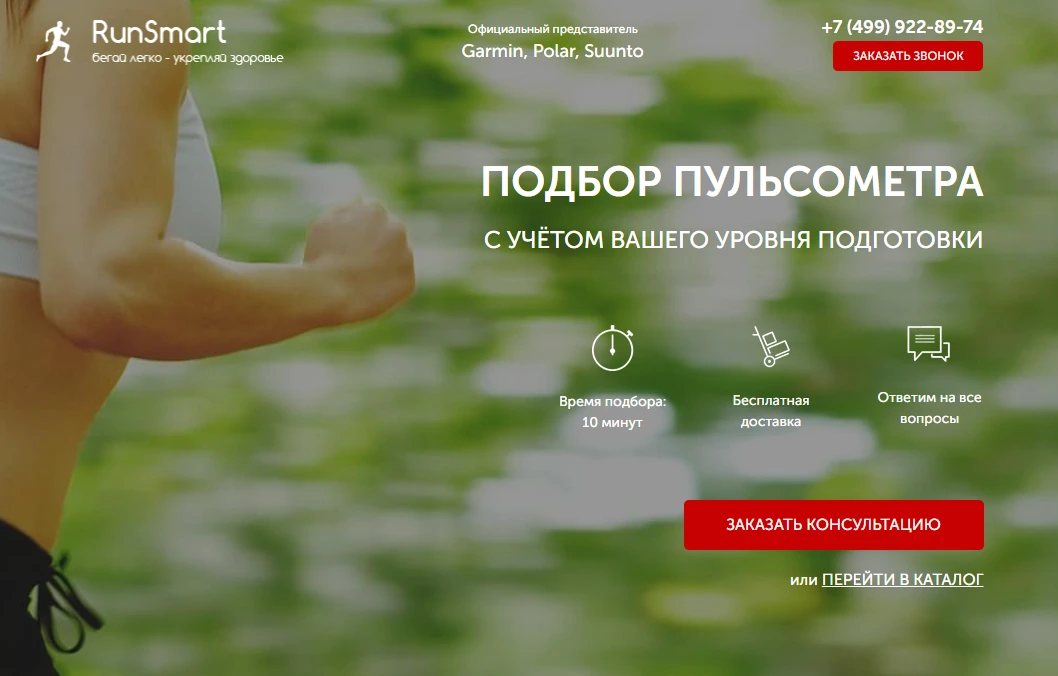 RunSmart
бегай легко - укрепляй здоровье
Официальный представитель
Garmin, Polar, Suunto
+7 (499) 922-89-74
ЗАКАЗАТЬ ЗВОНОК
ПОДБОР ПУЛЬСОМЕТРА
С УЧЁТОМ ВАШЕГО УРОВНЯ ПОДГОТОВКИ
Время подбора:
10 минут
Бесплатная
доставка
Ответим на все
вопросы
ЗАКАЗАТЬ КОНСУЛЬТАЦИЮ
или ПЕРЕЙТИ В КАТАЛОГ